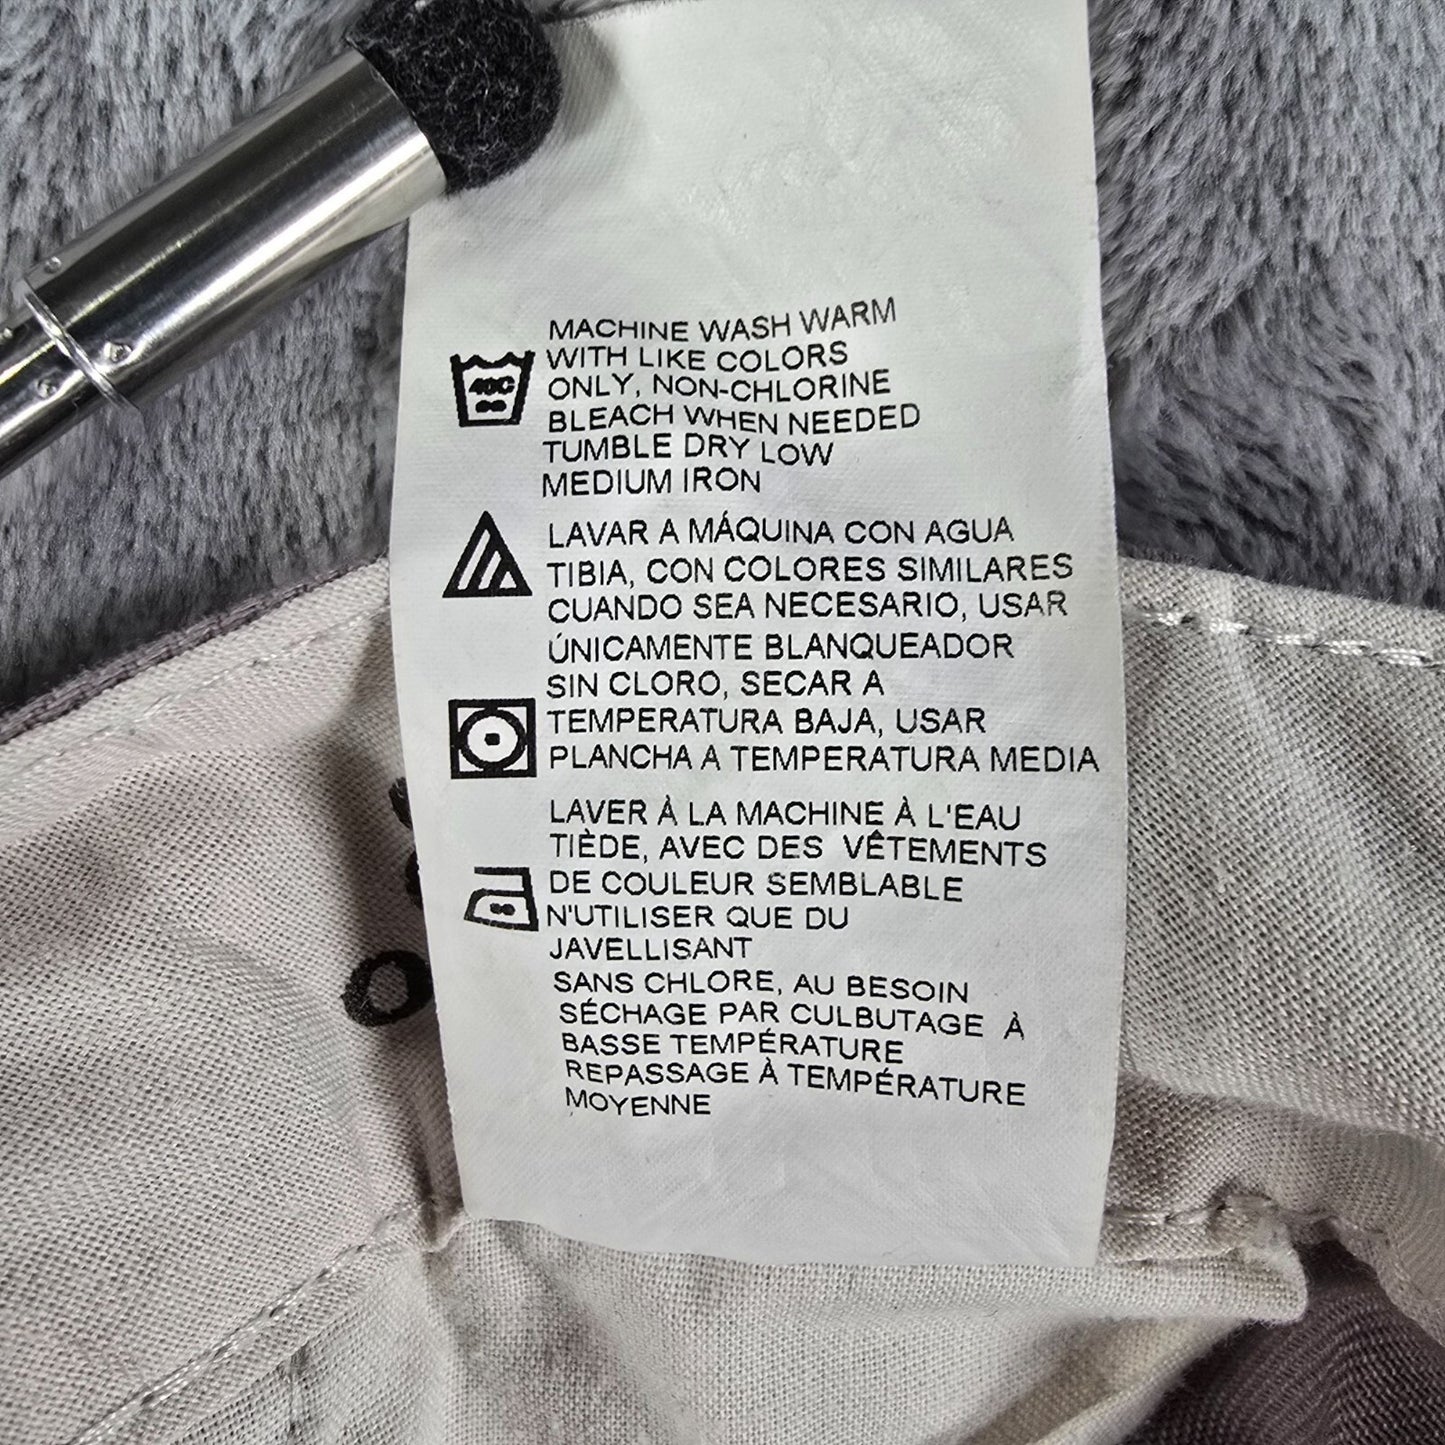 MACHINE WASH WARM
WITH LIKE COLORS
ONLY, NON-CHLORINE
BLEACH WHEN NEEDED
TUMBLE DRY LOW
MEDIUM IRON
40C
LAVAR A MÁQUINA CON AGUA
TIBIA, CON COLORES SIMILARES
CUANDO SEA NECESARIO, USAR
ÚNICAMENTE BLANQUEADOR
SIN CLORO, SECAR A
TEMPERATURA BAJA, USAR
PLANCHA A TEMPERATURA MEDIA
LAVER À LA MACHINE À L'EAU
TIÈDE, AVEC DES VÊTEMENTS
DE COULEUR SEMBLABLE
N'UTILISER QUE DU
JAVELLISANT
SANS CHLORE, AU BESOIN
SÉCHAGE PAR CULBUTAGE À
BASSE TEMPÉRATURE
REPASSAGE À TEMPÉRATURE
MOYENNE